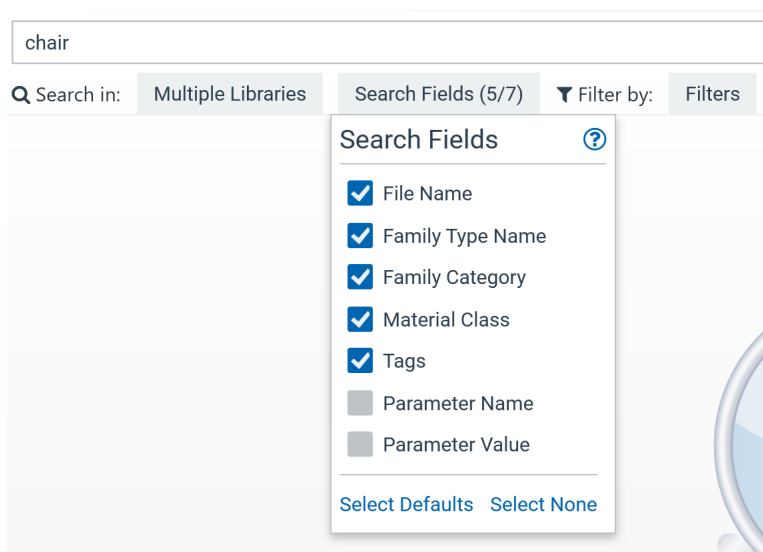 chair
Search in: Multiple Libraries Search Fields (5/7) Filter by: Filters
Search Fields ?
File Name
Family Type Name
Family Category
Material Class
Tags
Parameter Name
Parameter Value
Select Defaults Select None